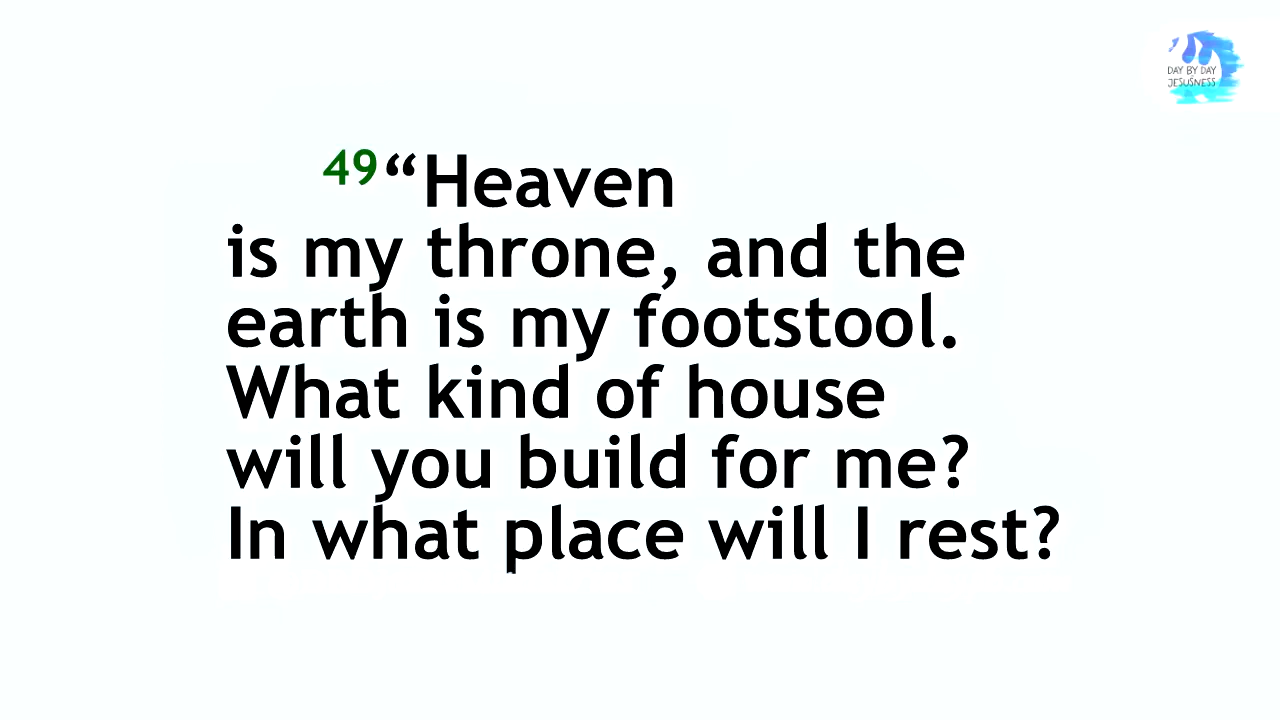 DAY BY DAY
JESUSNESS
49“Heaven
is my throne, and the
earth is my footstool.
What kind of house
will you build for me?
In what place will I rest?